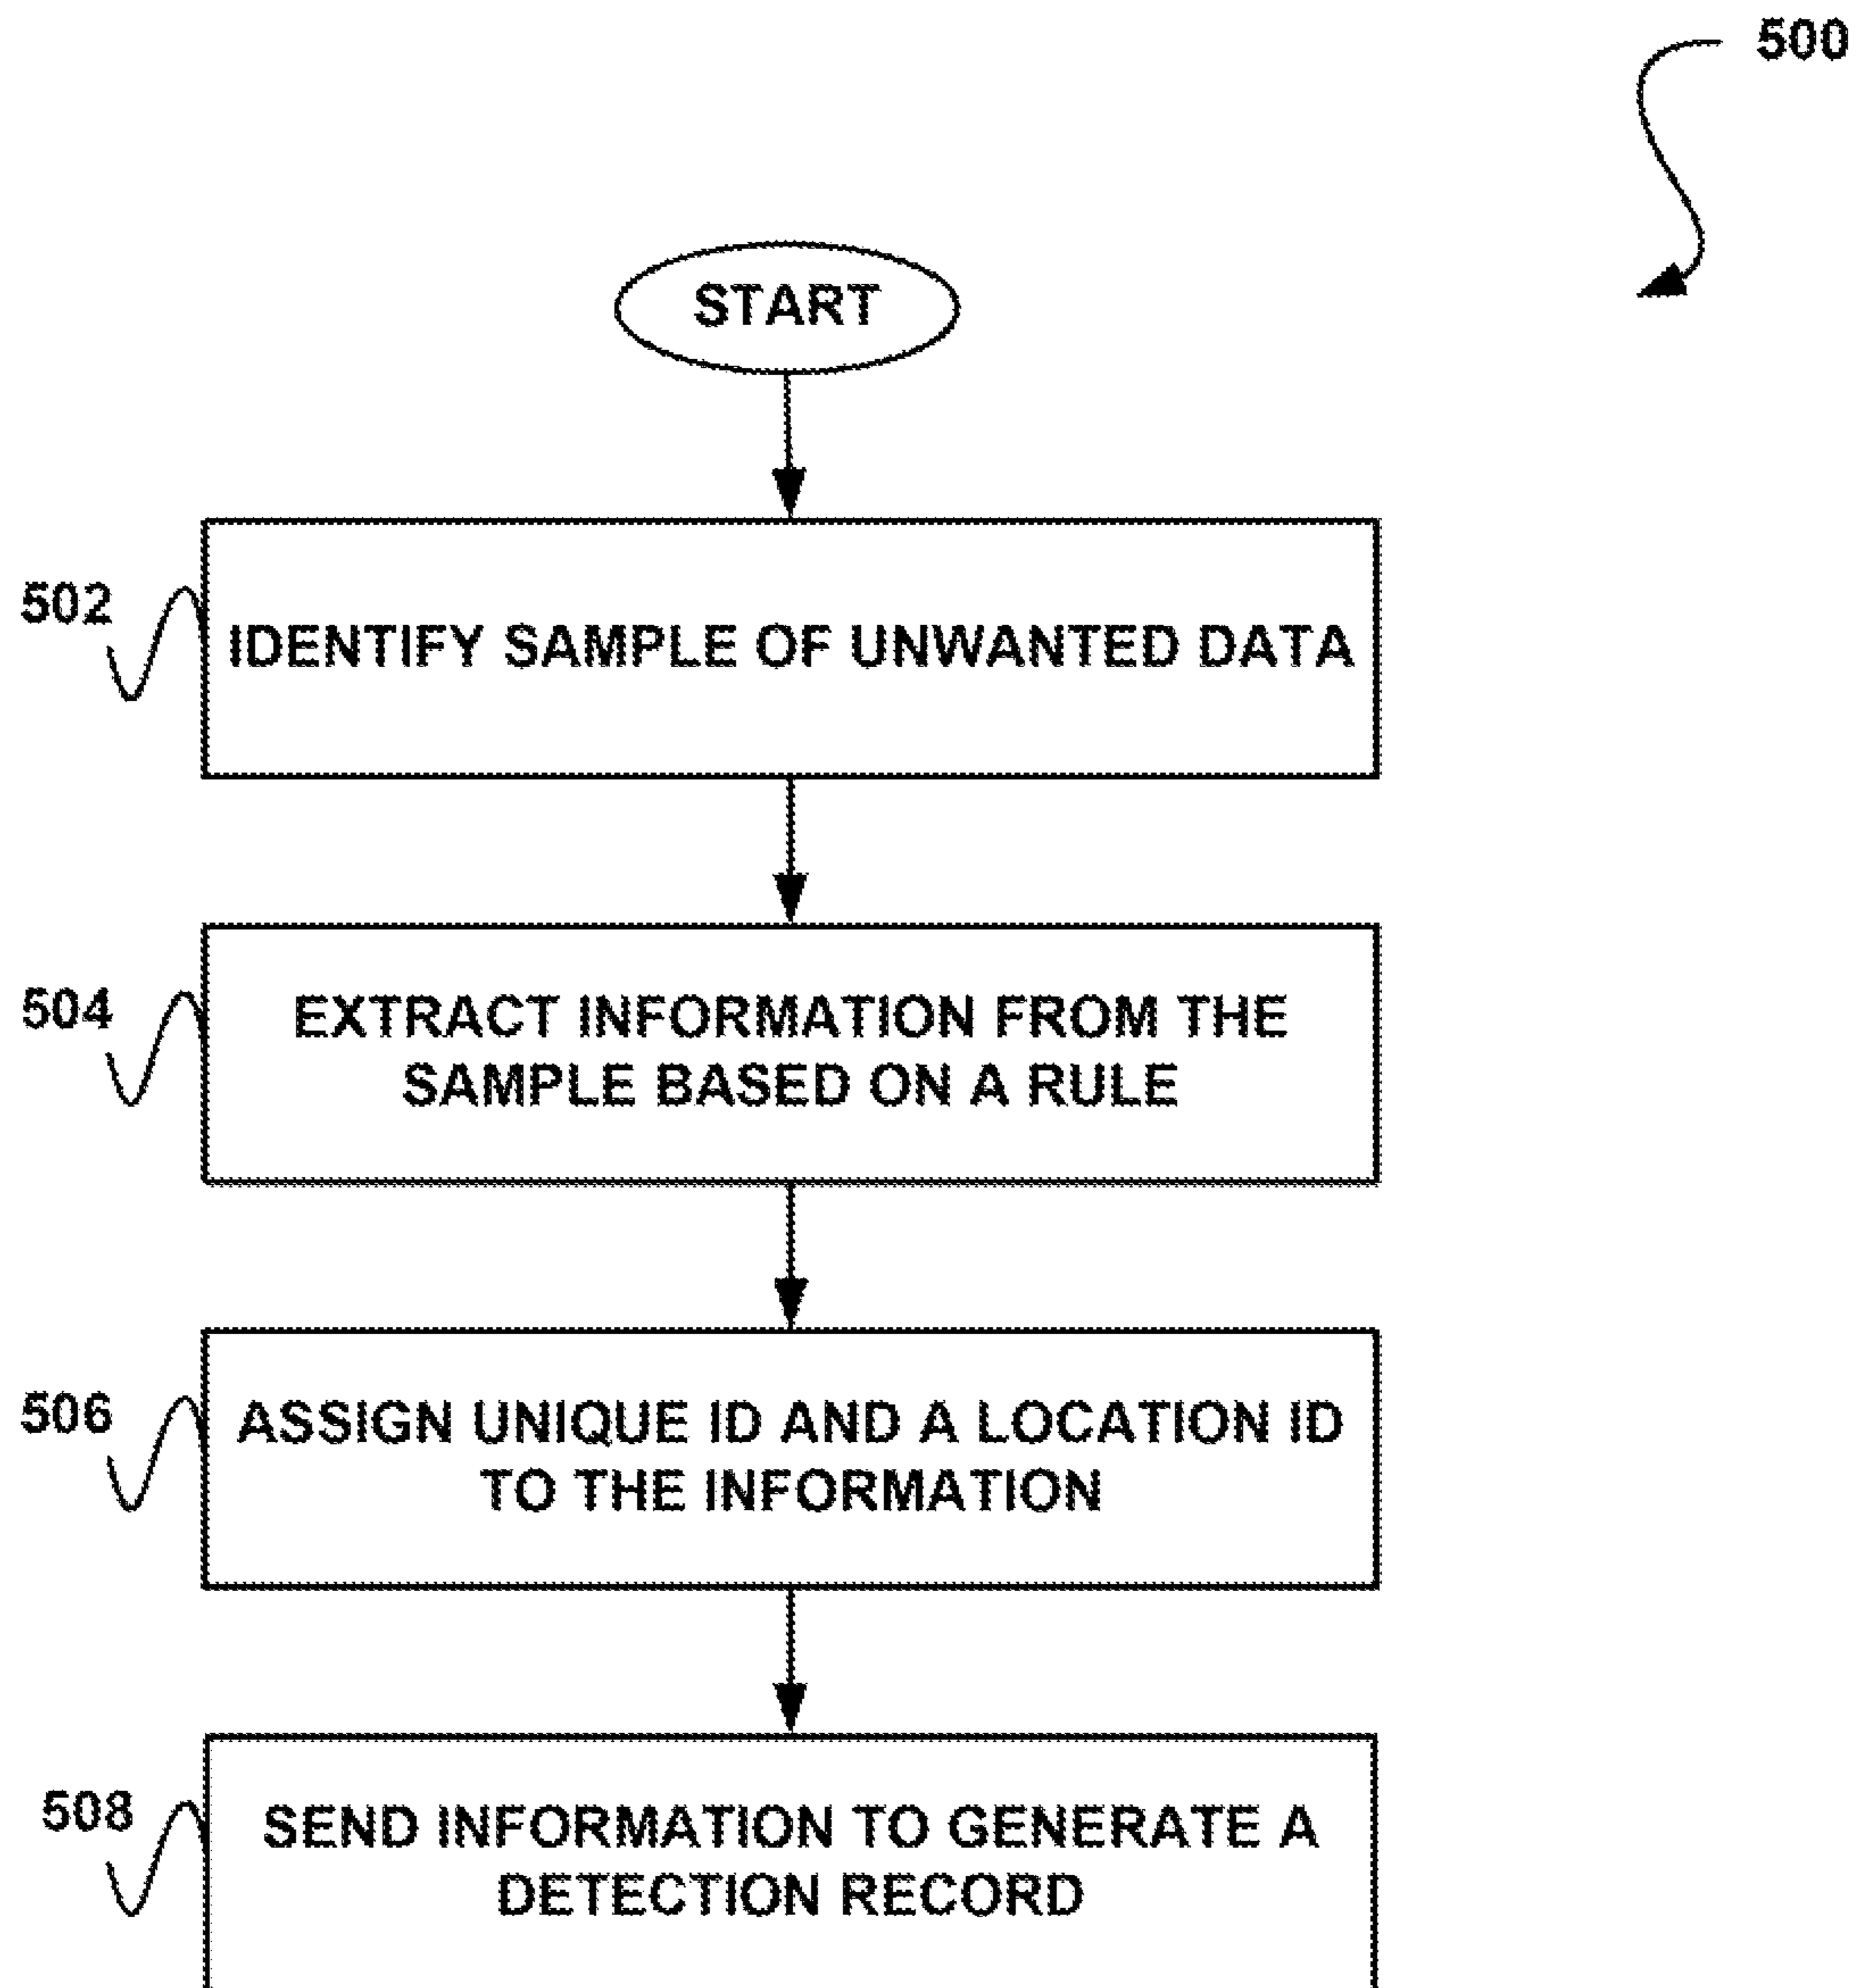 500
START
502
IDENTIFY SAMPLE OF UNWANTED DATA
504
EXTRACT INFORMATION FROM THE
SAMPLE BASED ON A RULE
506
ASSIGN UNIQUE ID AND A LOCATION ID
TO THE INFORMATION
508
SEND INFORMATION TO GENERATE A
DETECTION RECORD